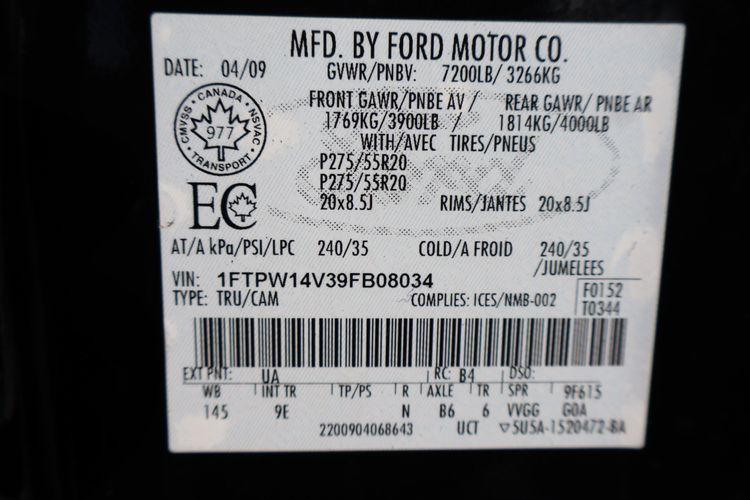 MFD. BY FORD MOTOR CO.
DATE: 04/09 GVWR/PNBV: 7200LB/ 3266KG
FRONT GAWR/PNBE AV / REAR GAWR/ PNBE AR
1769KG/3900LB / 1814KG/4000LB
WITH/AVEC TIRES/PNEUS
P275/55R20
P275/55R20
20x8.5J RIMS/JANTES 20x8.5J
CANADA
CMVSS NSVAC
977
TRANSPORT
EC
AT/A kPa/PSI/LPC 240/35 COLD/A FROID 240/35
/JUMELEES
VIN: 1FTPW14V39FB08034
TYPE: TRU/CAM COMPLIES: ICES/NMB-002
F0152
T0344
EXT PNT: UA RC: B4 DSO:
WB INT TR TP/PS R AXLE TR SPR 9F615
145 9E N B6 6 VVGG GOA
2200904068643 UCT ▽5U5A-1520472-BA